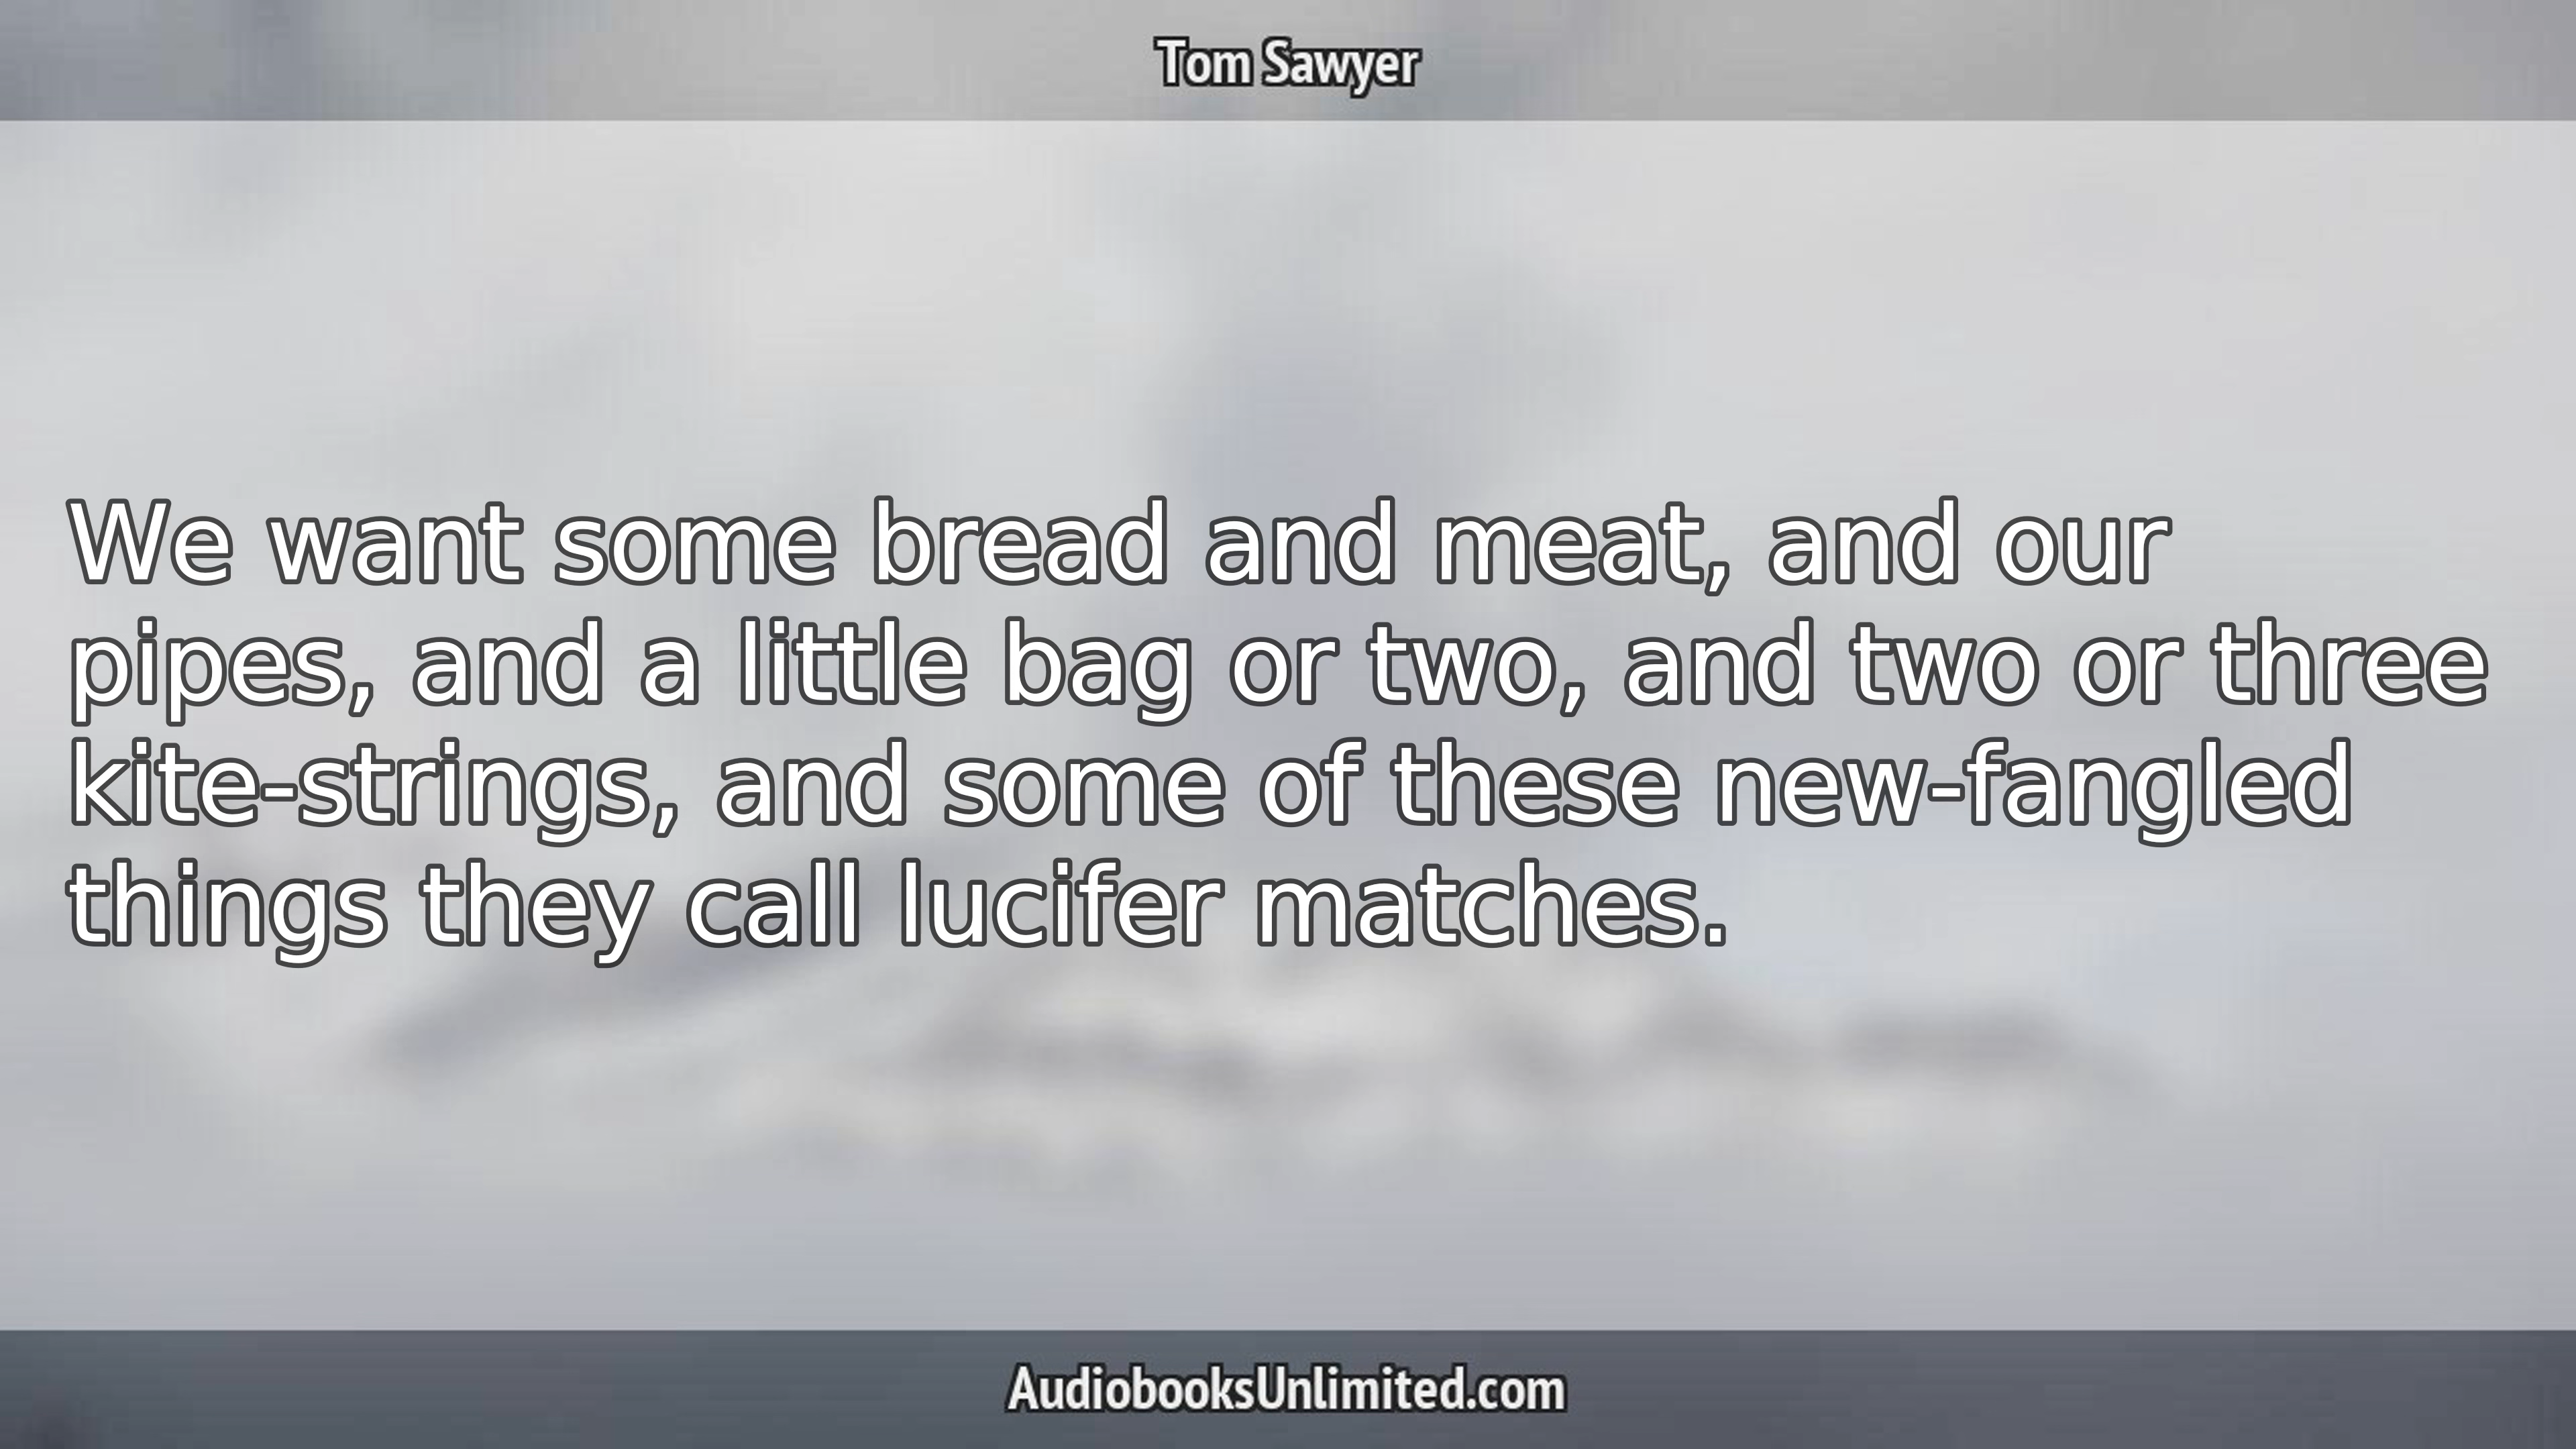 Tom Sawyer
We want some bread and meat, and our
pipes, and a little bag or two, and two or three
kite-strings, and some of these new-fangled
things they call lucifer matches.
AudiobooksUnlimited.com